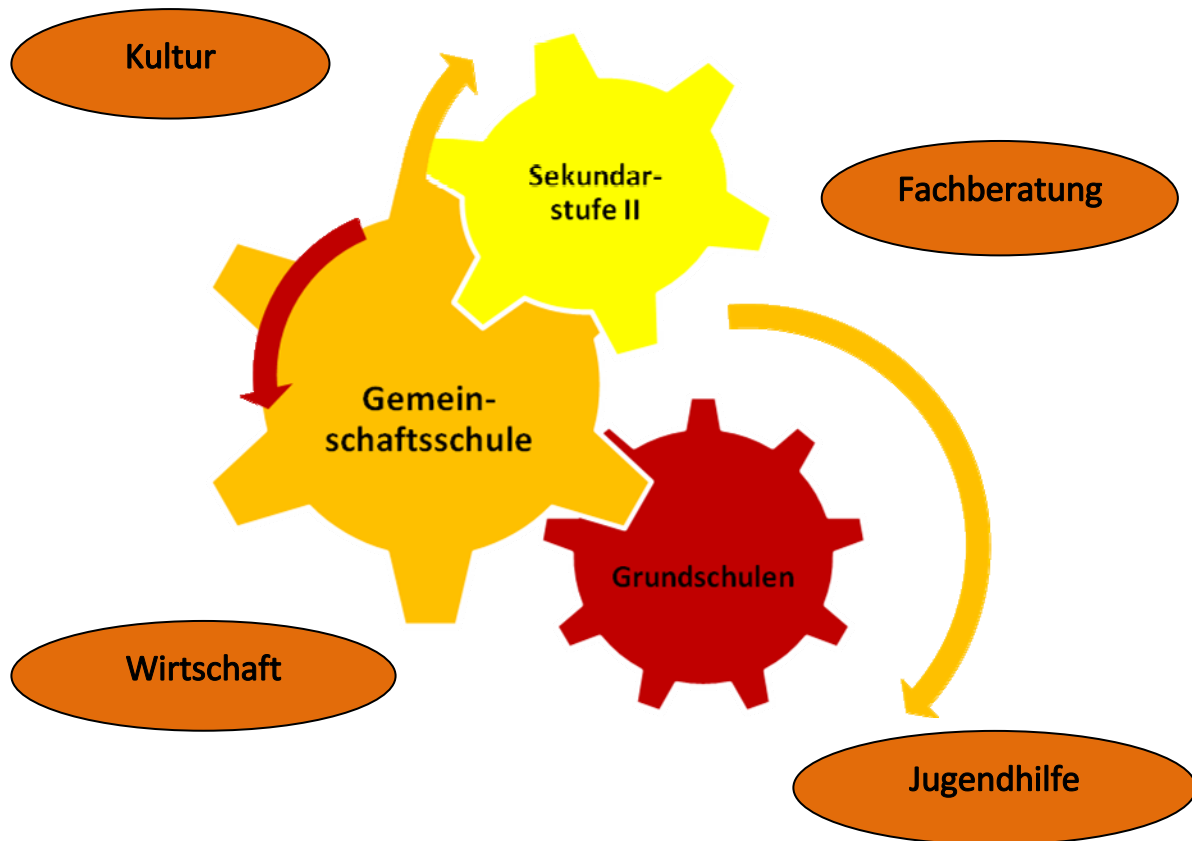 Kultur
Sekundar-
stufe II
Fachberatung
Gemein-
schaftsschule
Grundschulen
Wirtschaft
Jugendhilfe